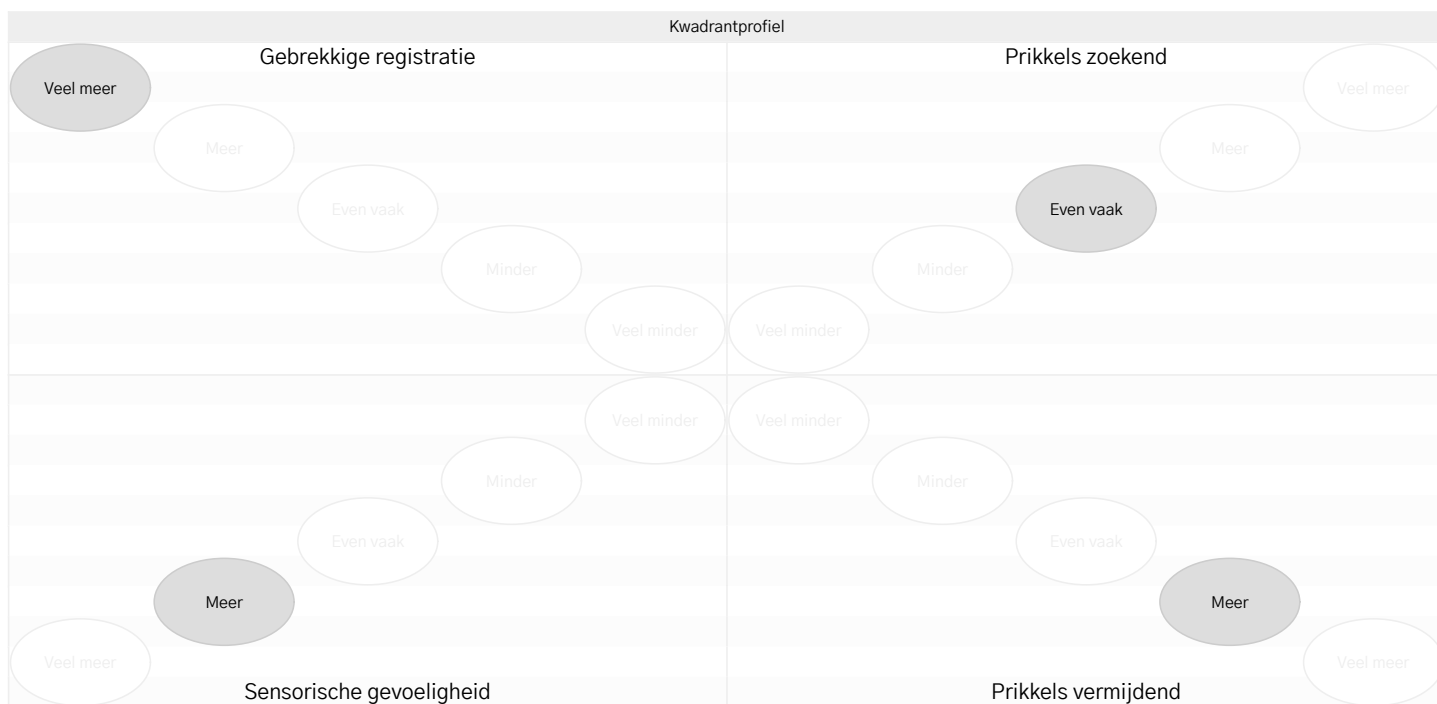 Kwadrantprofiel
Gebrekkige registratie
Prikkels zoekend
Veel meer
Veel meer
Meer
Meer
Even vaak
Even vaak
Minder
Minder
Veel minder
Veel minder
Veel minder
Veel minder
Minder
Minder
Even vaak
Even vaak
Meer
Meer
Veel meer
Veel meer
Sensorische gevoeligheid
Prikkels vermijdend